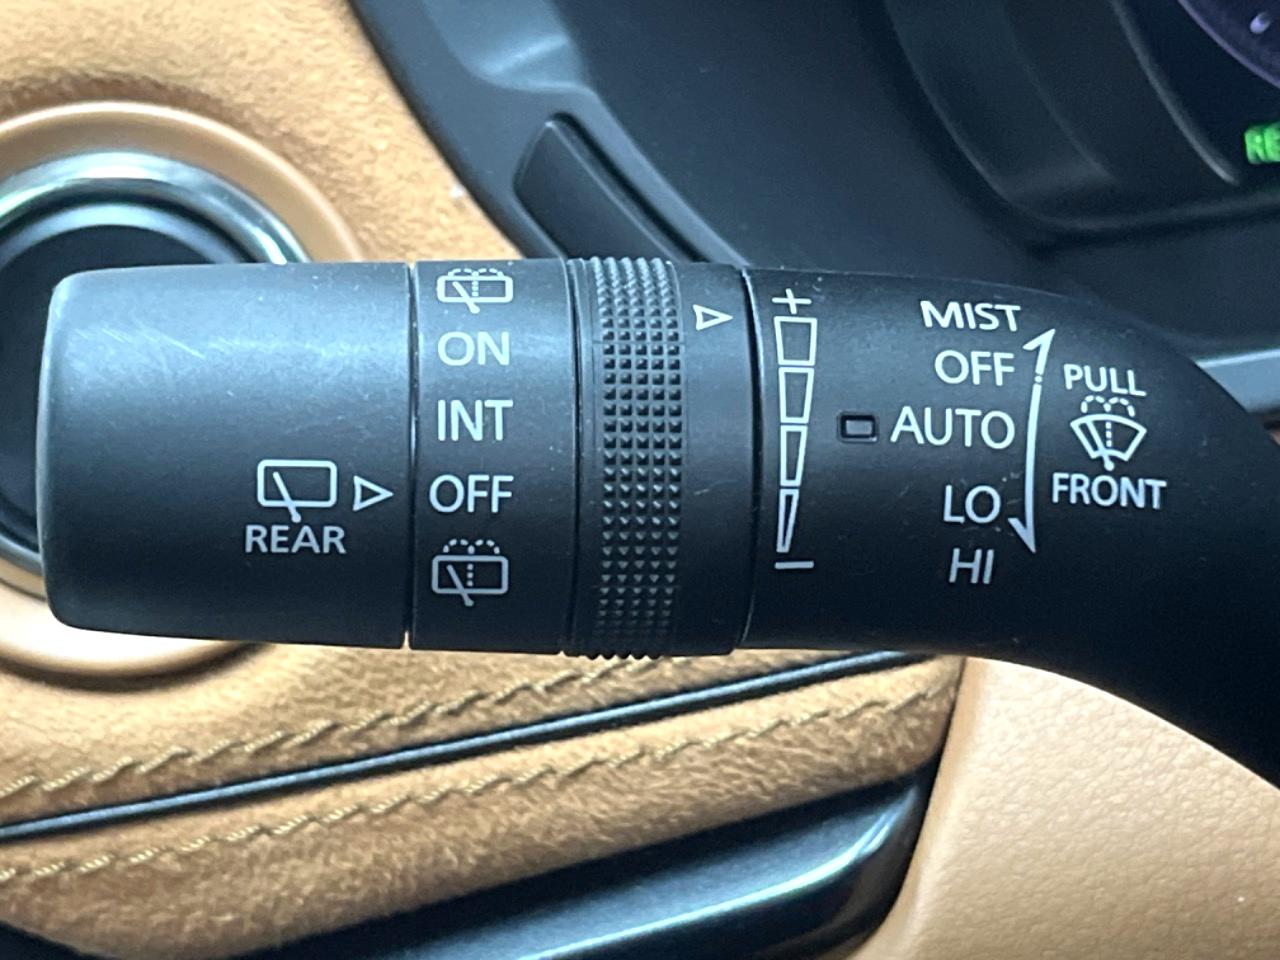 REAR
ON
INT
OFF
+
−
MIST
OFF
AUTO
LO
HI
PULL
FRONT